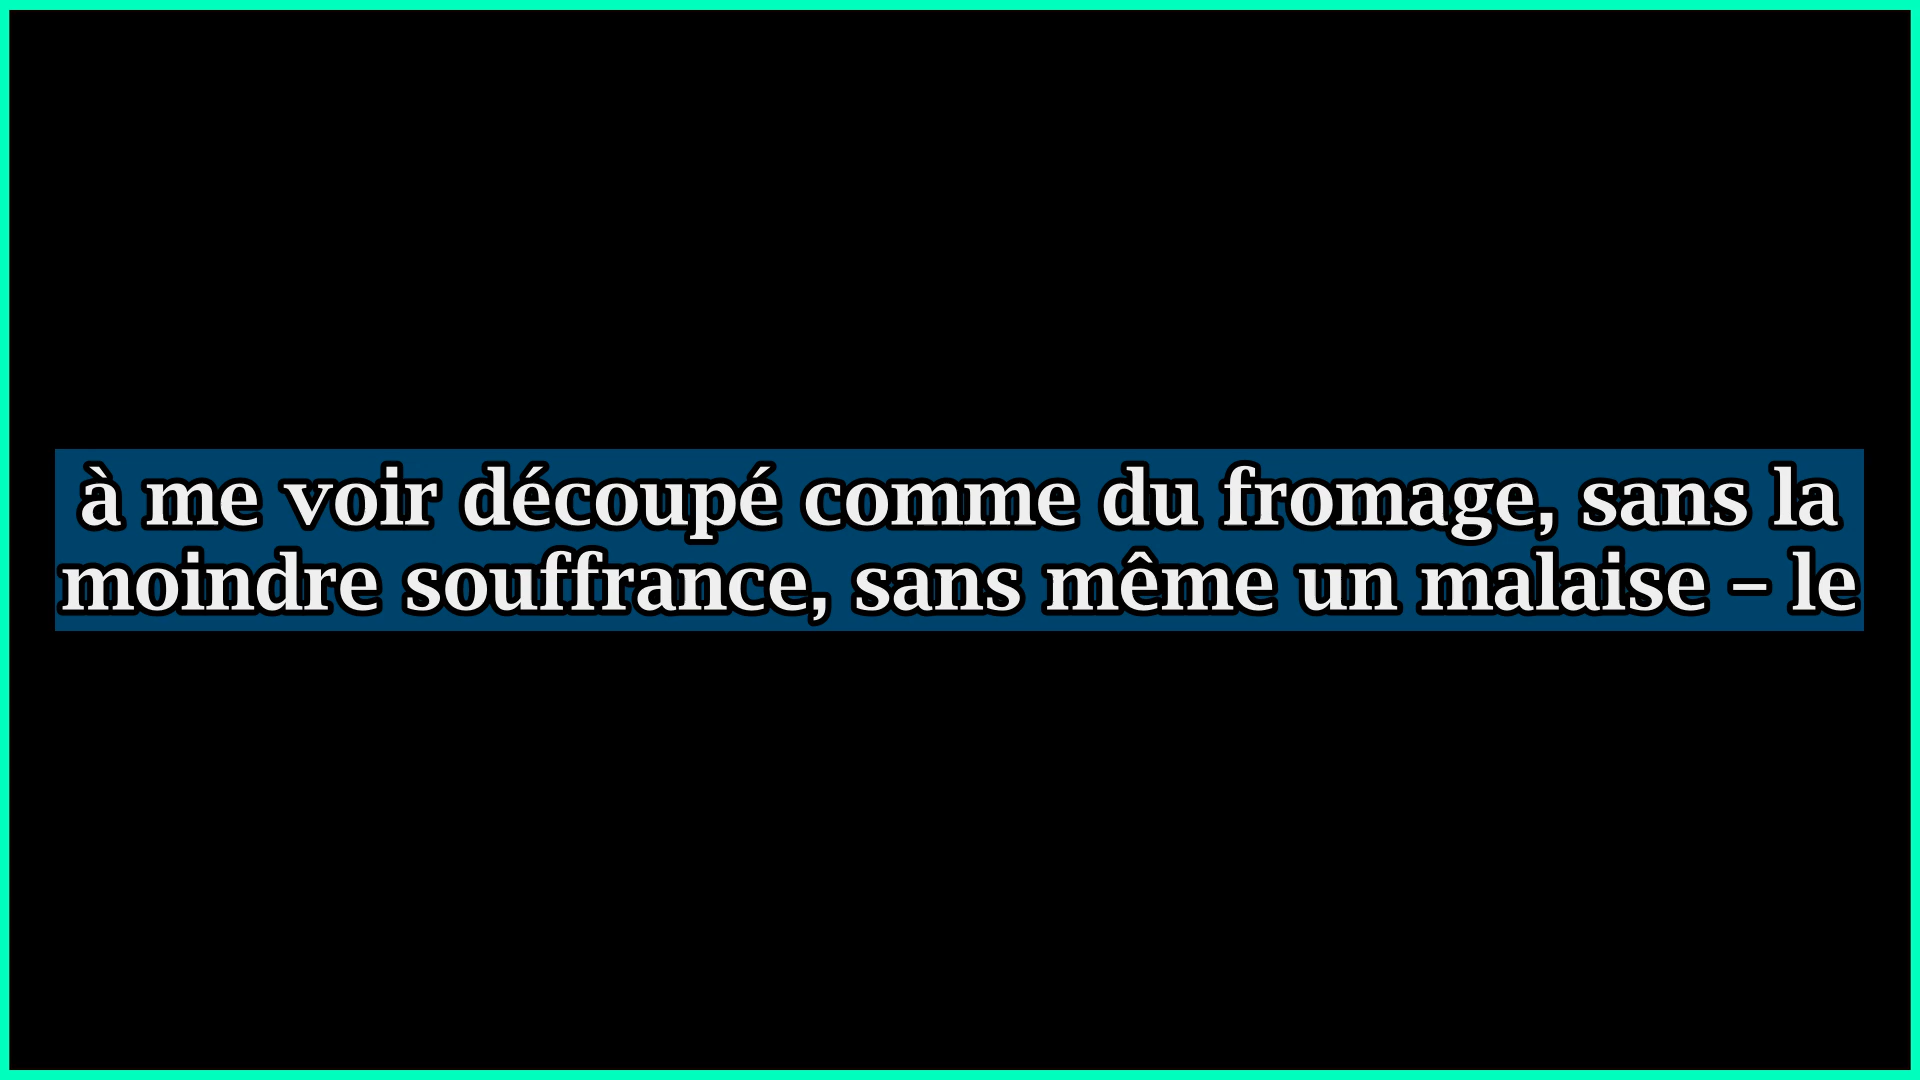 à me voir découpé comme du fromage, sans la
moindre souffrance, sans même un malaise – le